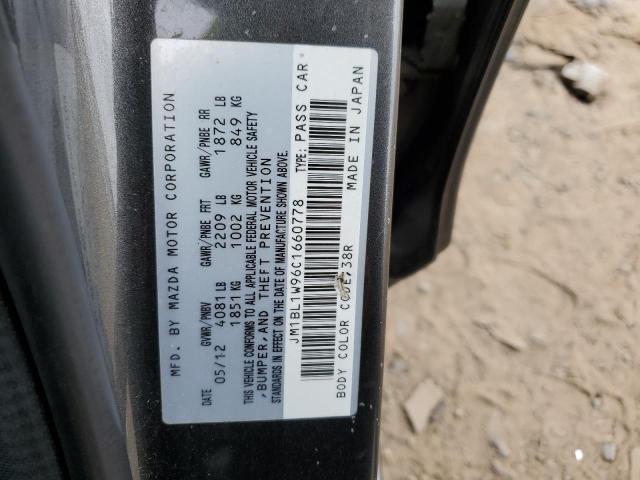 MFD. BY MAZDA MOTOR CORPORATION
DATE GVWR/PNBV GAWR/PNBE FRT GAWR/PNBE RR
05/12 4081 LB 2209 LB 1872 LB
1851 KG 1002 KG 849 KG
THIS VEHICLE CONFORMS TO ALL APPLICABLE FEDERAL MOTOR VEHICLE SAFETY
,BUMPER,AND THEFT PREVENTION
STANDARDS IN EFFECT ON THE DATE OF MANUFACTURE SHOWN ABOVE.
JM1BL1W96C1660778 TYPE: PASS CAR
BODY COLOR CODE:38R MADE IN JAPAN